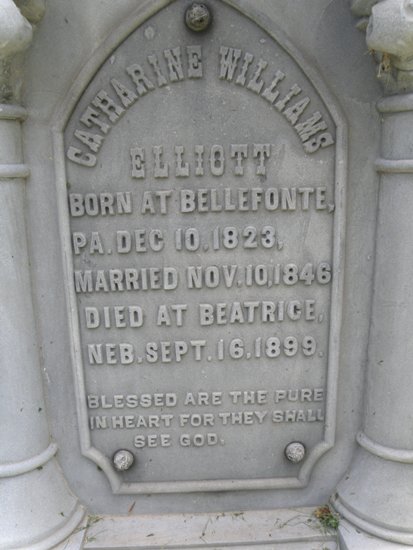 CATHARINE WILLIAMS
ELLIOTT
BORN AT BELLEFONTE,
PA. DEC 10, 1823,
MARRIED NOV. 10, 1846
DIED AT BEATRICE,
NEB. SEPT. 16, 1899.
BLESSED ARE THE PURE
IN HEART FOR THEY SHALL
SEE GOD.